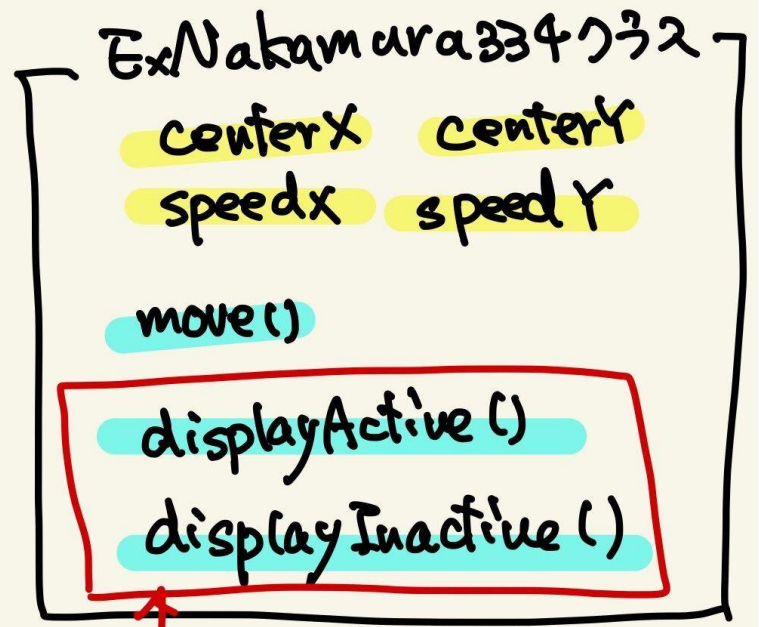 ExNakamura334クラス
centerX centerY
speedX speedY
move()
displayActive()
displayInactive()